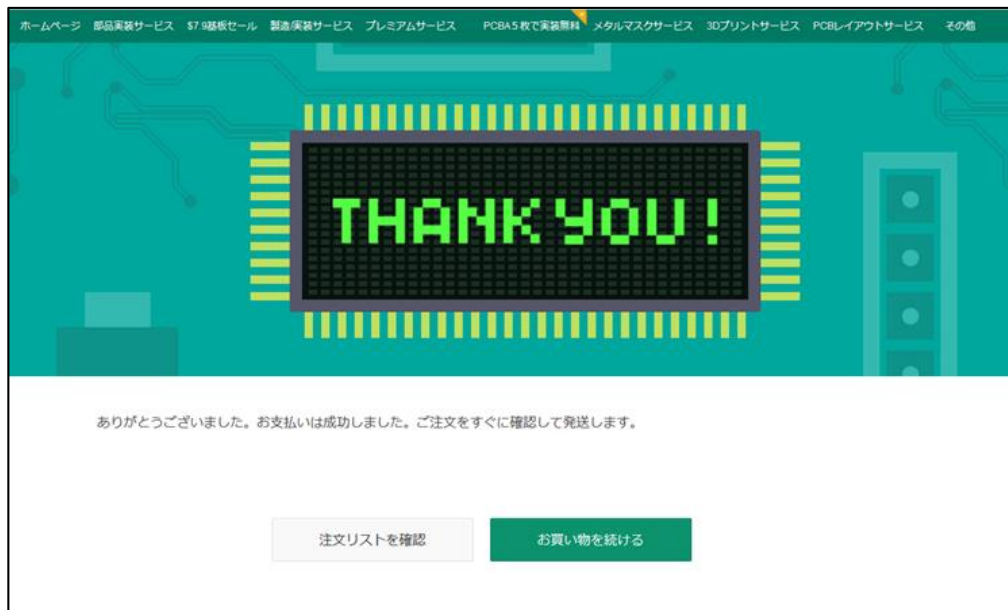 ホームページ 部品実装サービス $7.9基板セール 製造/実装サービス プレミアムサービス PCBA5枚で実装無料 メタルマスクサービス 3Dプリントサービス PCBレイアウトサービス その他
THANK YOU!
ありがとうございました。お支払いは成功しました。ご注文をすぐに確認して発送します。
注文リストを確認 お買い物を続ける